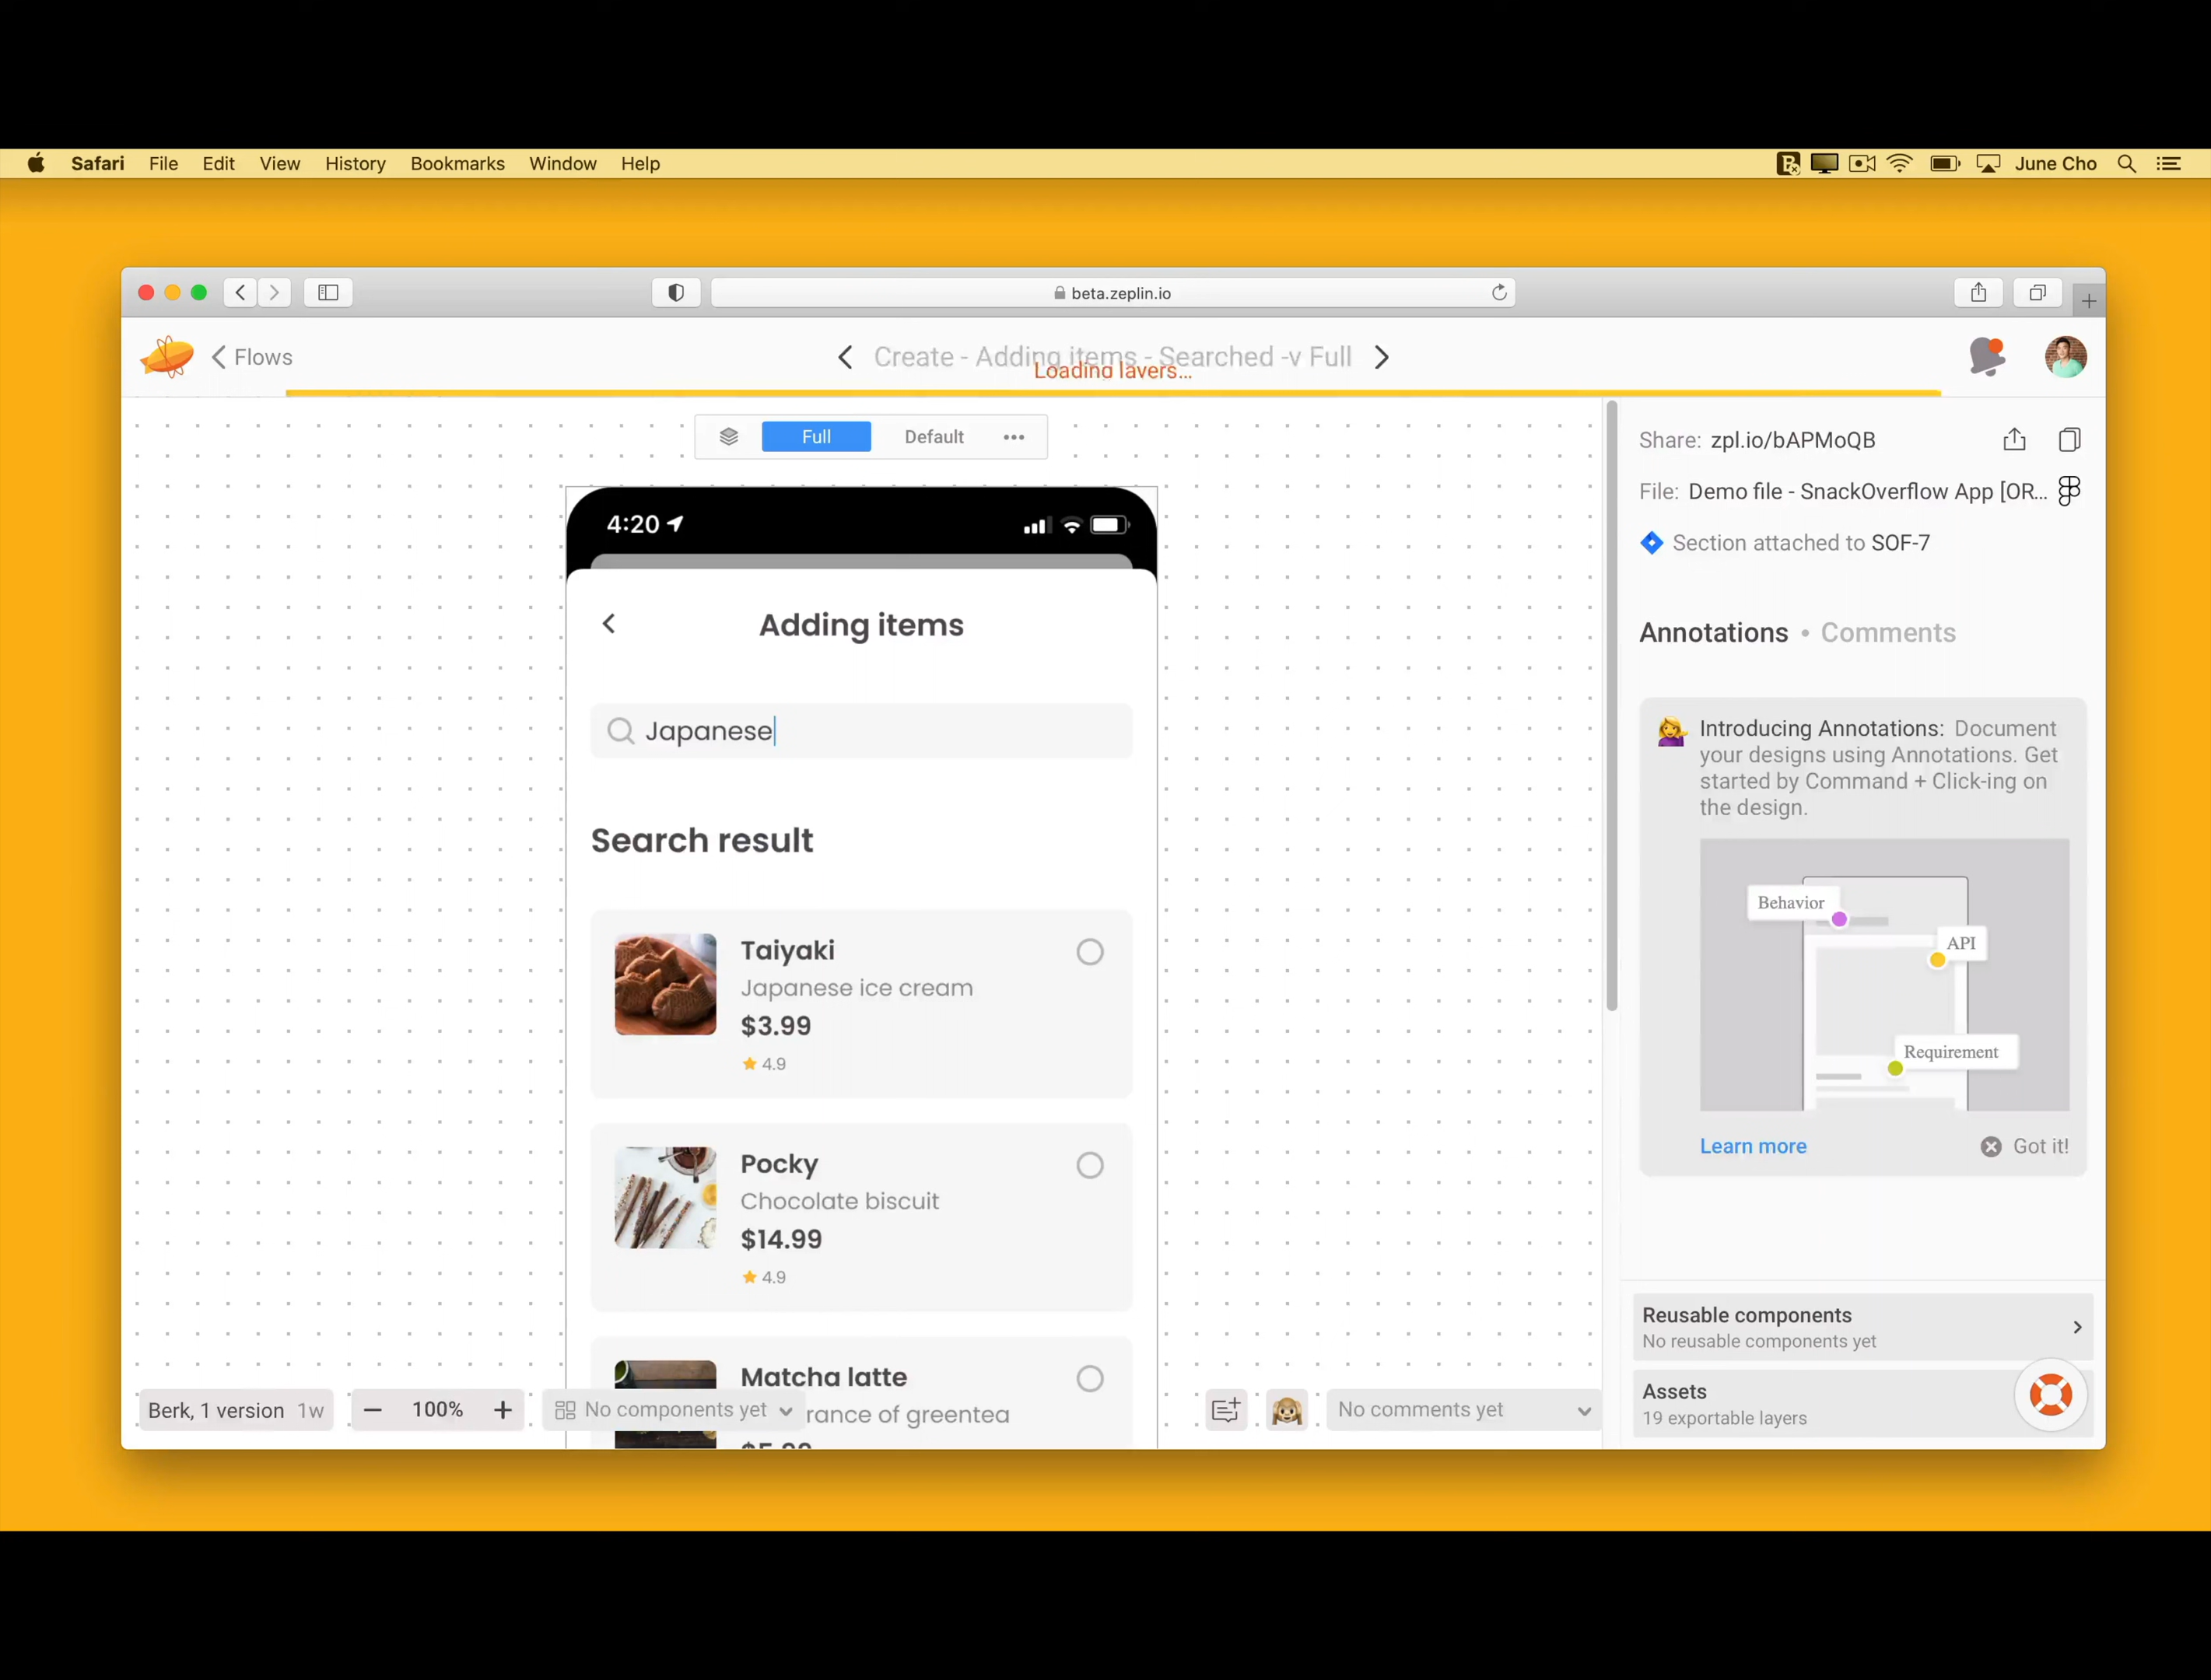 Safari File Edit View History Bookmarks Window Help June Cho
beta.zeplin.io
Flows
Create - Adding items - Searched -v Full
Loading layers...
Full Default
Share: zpl.io/bAPMoQB
File: Demo file - SnackOverflow App [OR...
Section attached to SOF-7
4:20
Adding items
Japanese
Search result
Taiyaki
Japanese ice cream
$3.99
4.9
Pocky
Chocolate biscuit
$14.99
4.9
Matcha latte
rance of greentea
Annotations • Comments
Introducing Annotations: Document
your designs using Annotations. Get
started by Command + Click-ing on
the design.
Behavior
API
Requirement
Learn more Got it!
Reusable components
No reusable components yet
Assets
19 exportable layers
Berk, 1 version 1w
100%
No components yet
No comments yet